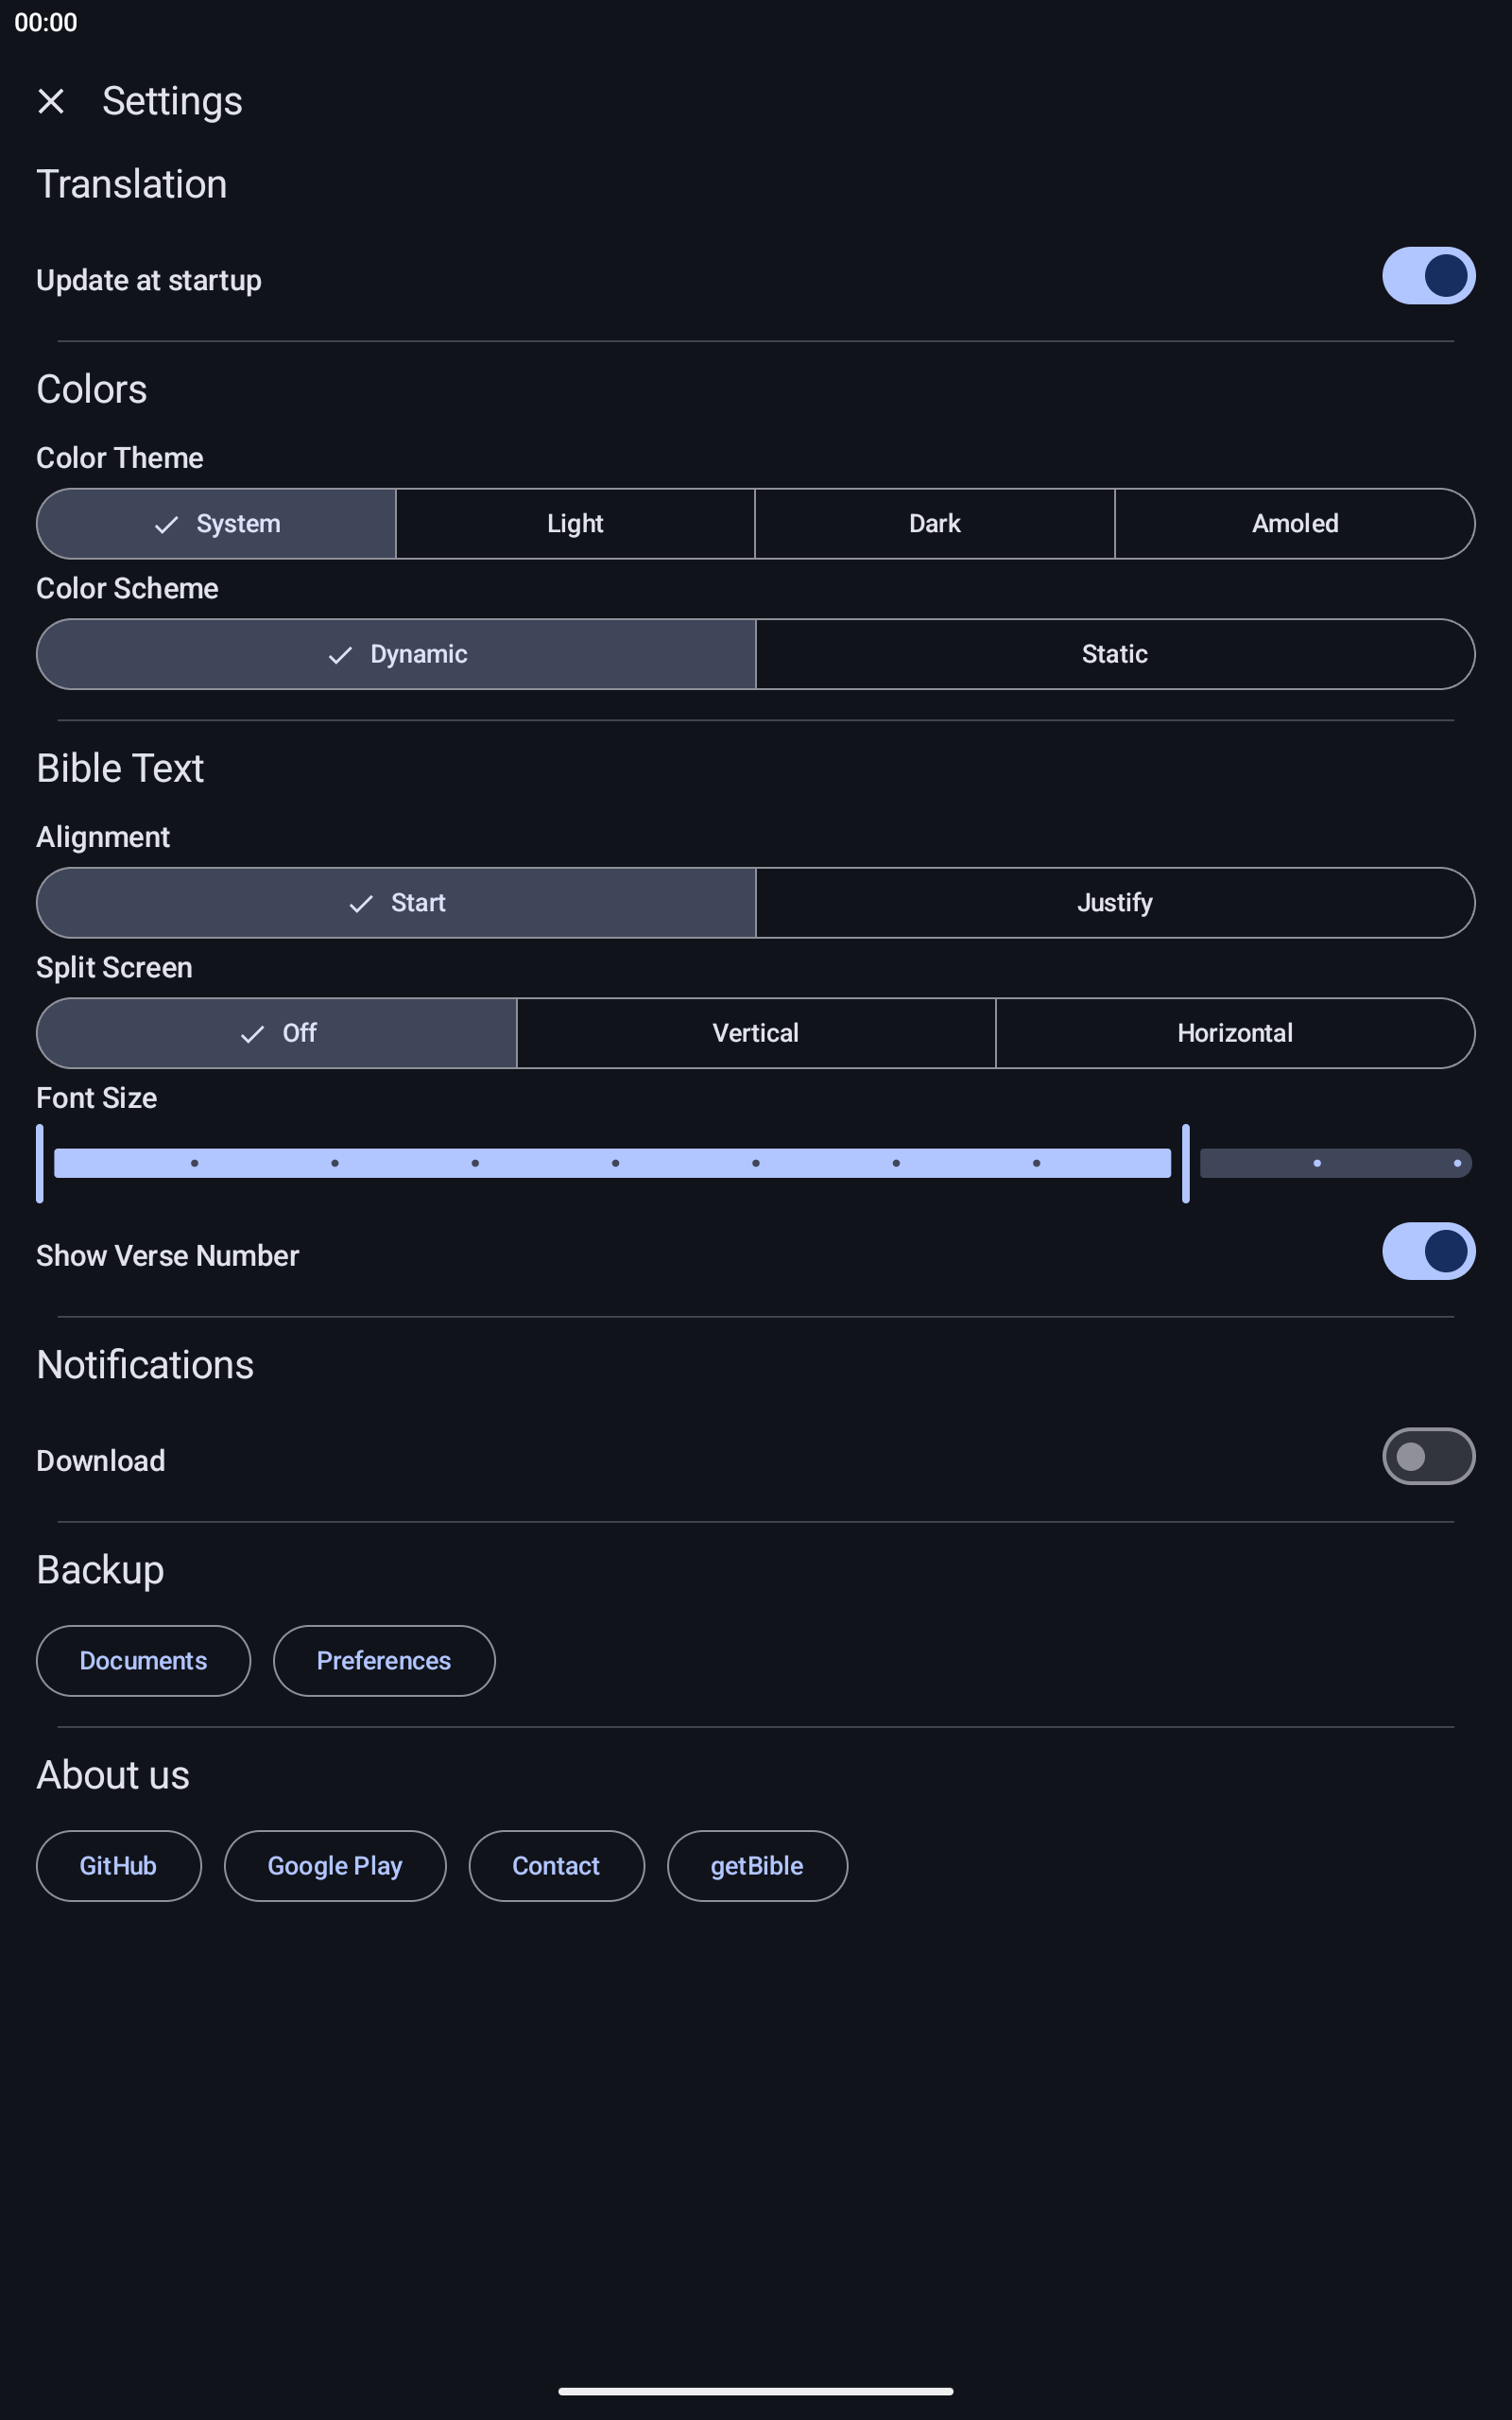 00:00
Settings
Translation
Update at startup
Colors
Color Theme
System Light Dark Amoled
Color Scheme
Dynamic Static
Bible Text
Alignment
Start Justify
Split Screen
Off Vertical Horizontal
Font Size
Show Verse Number
Notifications
Download
Backup
Documents Preferences
About us
GitHub Google Play Contact getBible